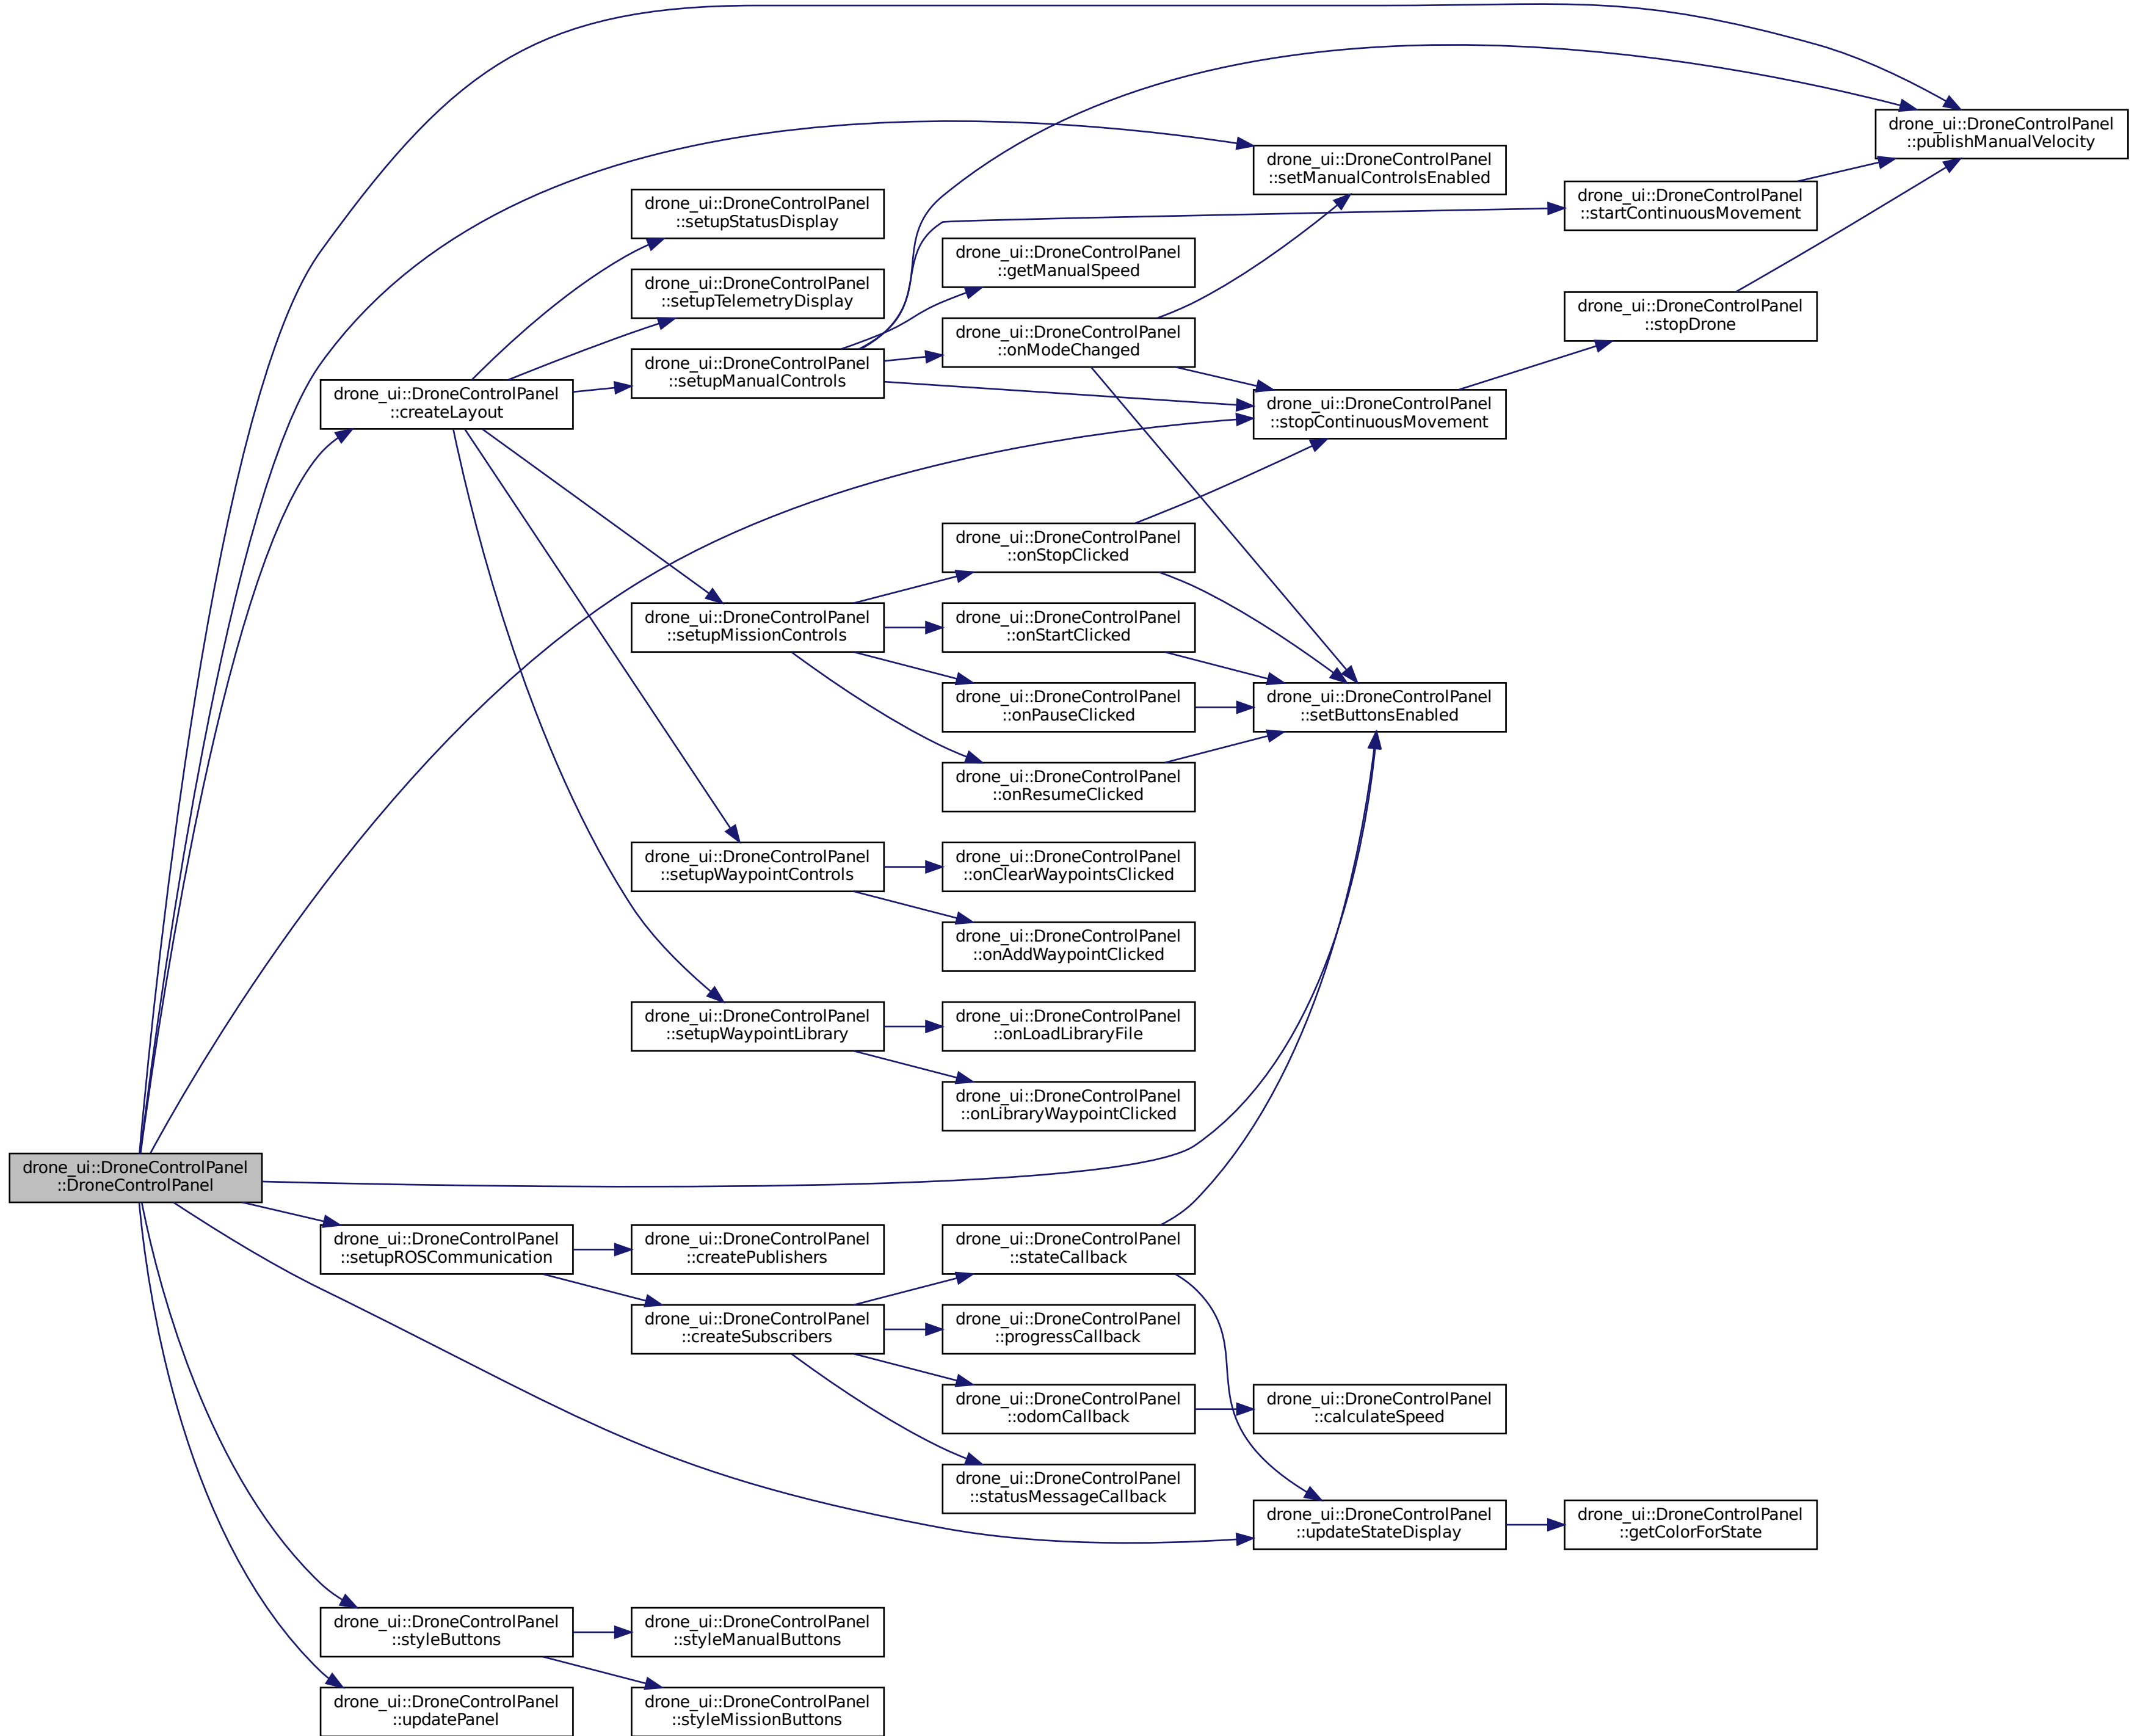 drone_ui::DroneControlPanel
::publishManualVelocity
drone_ui::DroneControlPanel
::setManualControlsEnabled
drone_ui::DroneControlPanel
::startContinuousMovement
drone_ui::DroneControlPanel
::setupStatusDisplay
drone_ui::DroneControlPanel
::getManualSpeed
drone_ui::DroneControlPanel
::setupTelemetryDisplay
drone_ui::DroneControlPanel
::stopDrone
drone_ui::DroneControlPanel
::onModeChanged
drone_ui::DroneControlPanel
::setupManualControls
drone_ui::DroneControlPanel
::createLayout
drone_ui::DroneControlPanel
::stopContinuousMovement
drone_ui::DroneControlPanel
::onStopClicked
drone_ui::DroneControlPanel
::setupMissionControls
drone_ui::DroneControlPanel
::onStartClicked
drone_ui::DroneControlPanel
::onPauseClicked
drone_ui::DroneControlPanel
::setButtonsEnabled
drone_ui::DroneControlPanel
::onResumeClicked
drone_ui::DroneControlPanel
::setupWaypointControls
drone_ui::DroneControlPanel
::onClearWaypointsClicked
drone_ui::DroneControlPanel
::onAddWaypointClicked
drone_ui::DroneControlPanel
::setupWaypointLibrary
drone_ui::DroneControlPanel
::onLoadLibraryFile
drone_ui::DroneControlPanel
::onLibraryWaypointClicked
drone_ui::DroneControlPanel
::DroneControlPanel
drone_ui::DroneControlPanel
::setupROSCommunication
drone_ui::DroneControlPanel
::createPublishers
drone_ui::DroneControlPanel
::stateCallback
drone_ui::DroneControlPanel
::createSubscribers
drone_ui::DroneControlPanel
::progressCallback
drone_ui::DroneControlPanel
::odomCallback
drone_ui::DroneControlPanel
::calculateSpeed
drone_ui::DroneControlPanel
::statusMessageCallback
drone_ui::DroneControlPanel
::updateStateDisplay
drone_ui::DroneControlPanel
::getColorForState
drone_ui::DroneControlPanel
::styleButtons
drone_ui::DroneControlPanel
::styleManualButtons
drone_ui::DroneControlPanel
::updatePanel
drone_ui::DroneControlPanel
::styleMissionButtons